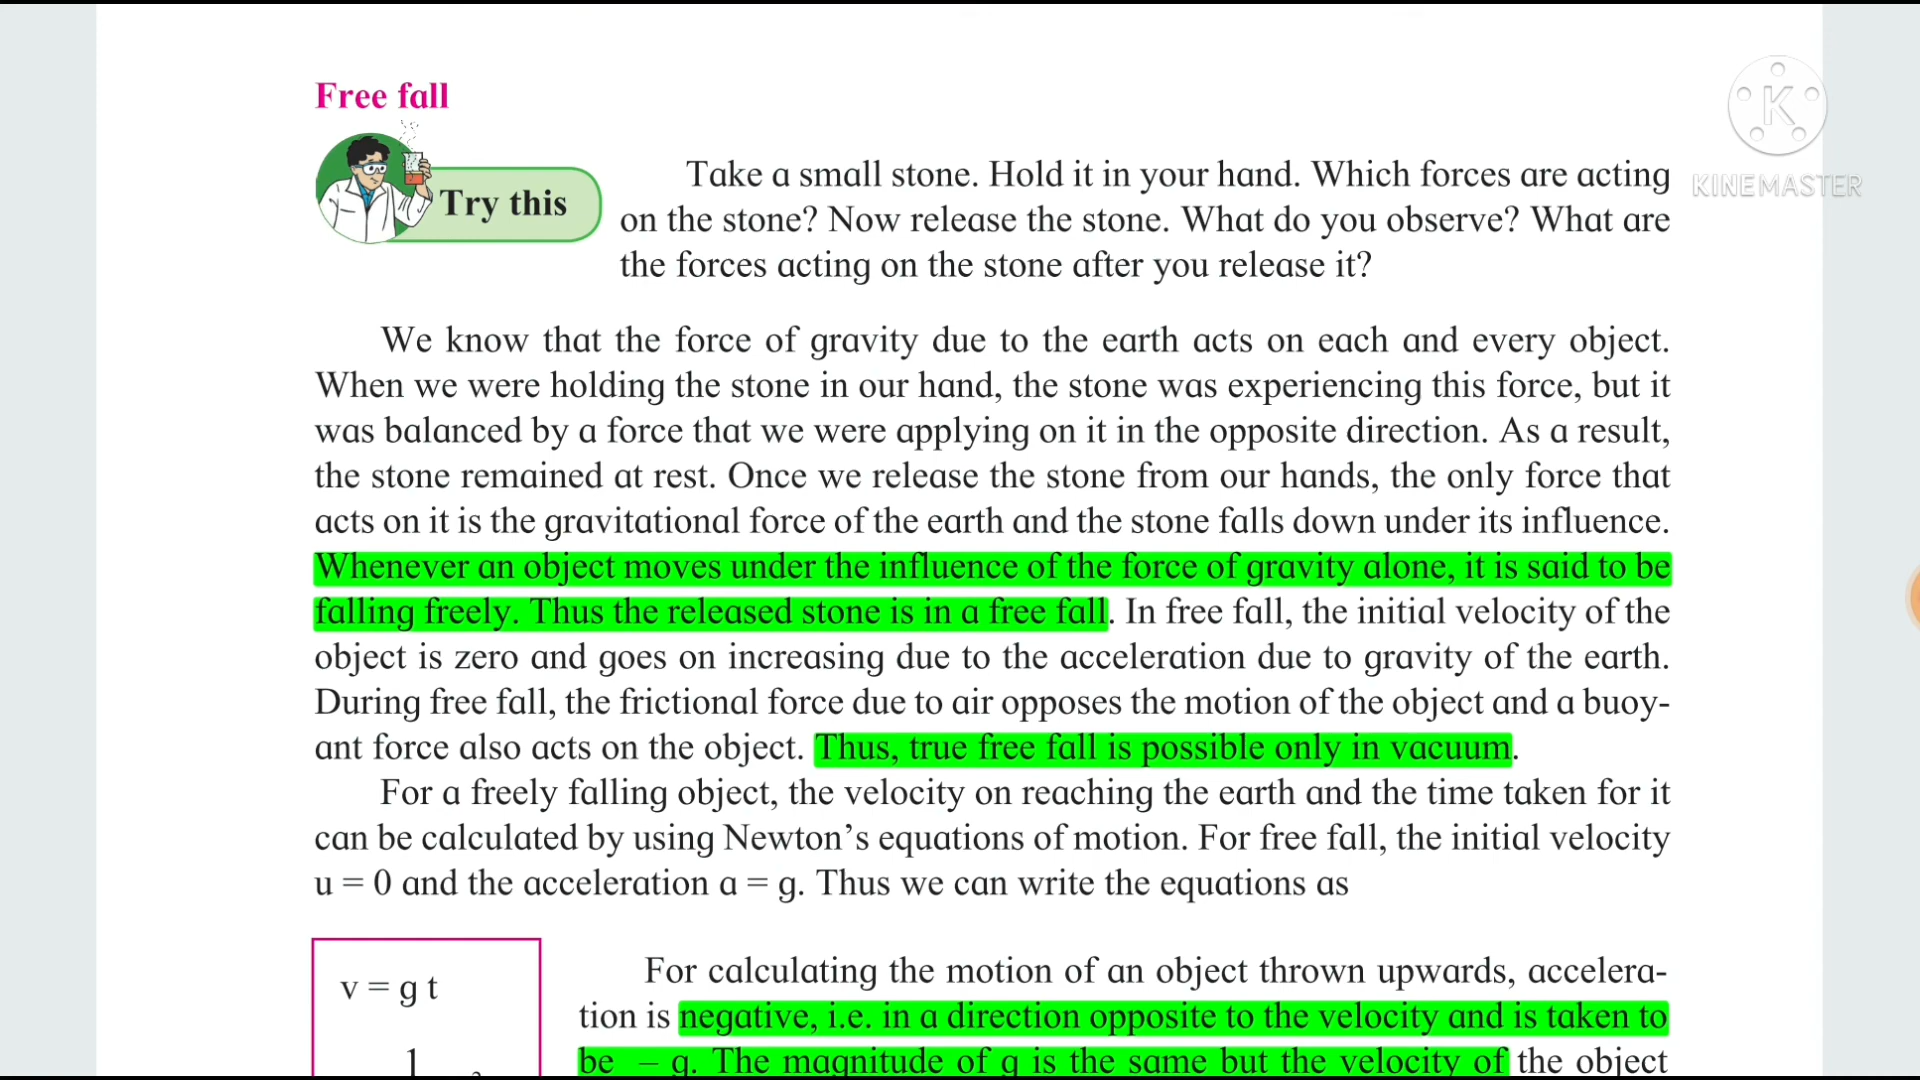 Free fall
K
KINEMASTER
Try this
Take a small stone. Hold it in your hand. Which forces are acting
on the stone? Now release the stone. What do you observe? What are
the forces acting on the stone after you release it?
We know that the force of gravity due to the earth acts on each and every object.
When we were holding the stone in our hand, the stone was experiencing this force, but it
was balanced by a force that we were applying on it in the opposite direction. As a result,
the stone remained at rest. Once we release the stone from our hands, the only force that
acts on it is the gravitational force of the earth and the stone falls down under its influence.
Whenever an object moves under the influence of the force of gravity alone, it is said to be
falling freely. Thus the released stone is in a free fall. In free fall, the initial velocity of the
object is zero and goes on increasing due to the acceleration due to gravity of the earth.
During free fall, the frictional force due to air opposes the motion of the object and a buoy-
ant force also acts on the object. Thus, true free fall is possible only in vacuum.
For a freely falling object, the velocity on reaching the earth and the time taken for it
can be calculated by using Newton’s equations of motion. For free fall, the initial velocity
u = 0 and the acceleration a = g. Thus we can write the equations as
v = g t
1
For calculating the motion of an object thrown upwards, accelera-
tion is negative, i.e. in a direction opposite to the velocity and is taken to
be – g. The magnitude of g is the same but the velocity of the object